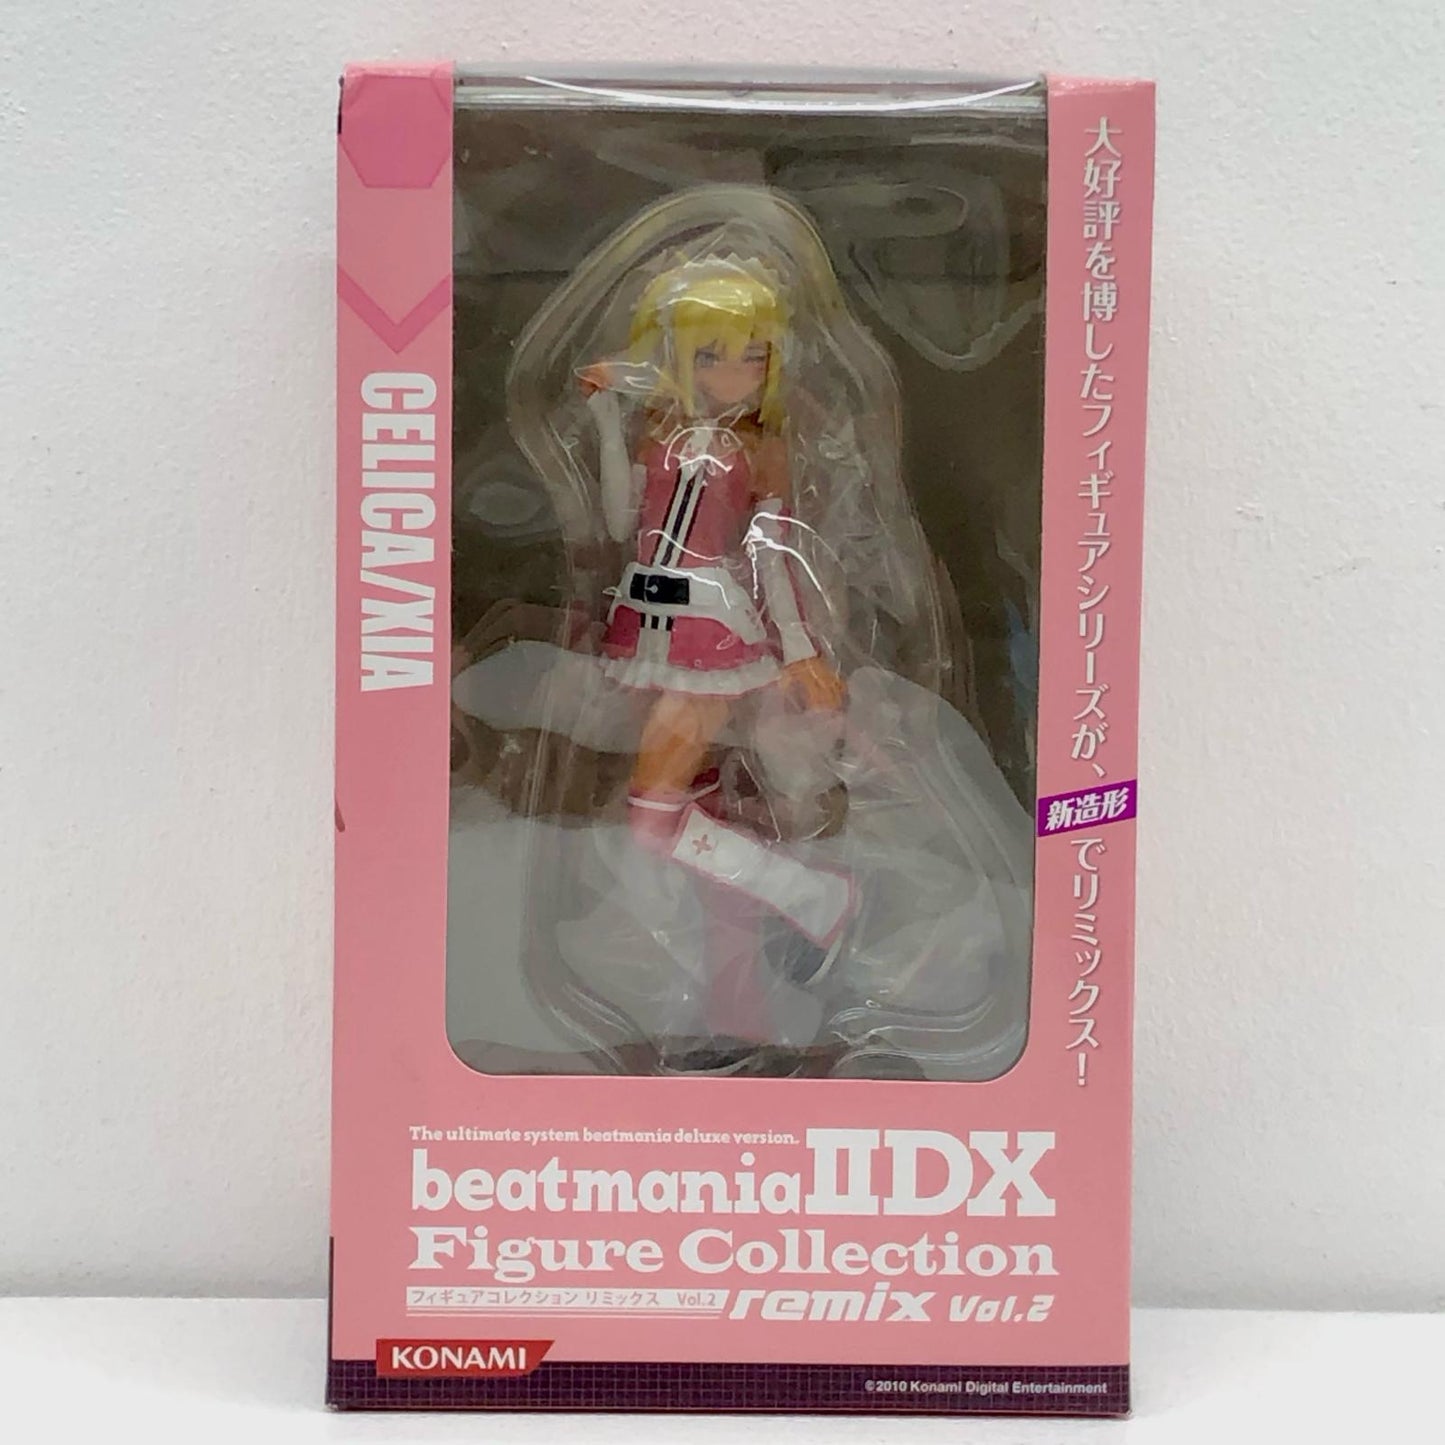 CELICA/XIA
大好評を博したフィギュアシリーズが、新造形でリミックス！
The ultimate system beatmania deluxe version.
beatmania IIDX
Figure Collection
フィギュアコレクション リミックス Vol.2
remix Vol.2
KONAMI
©2010 Konami Digital Entertainment